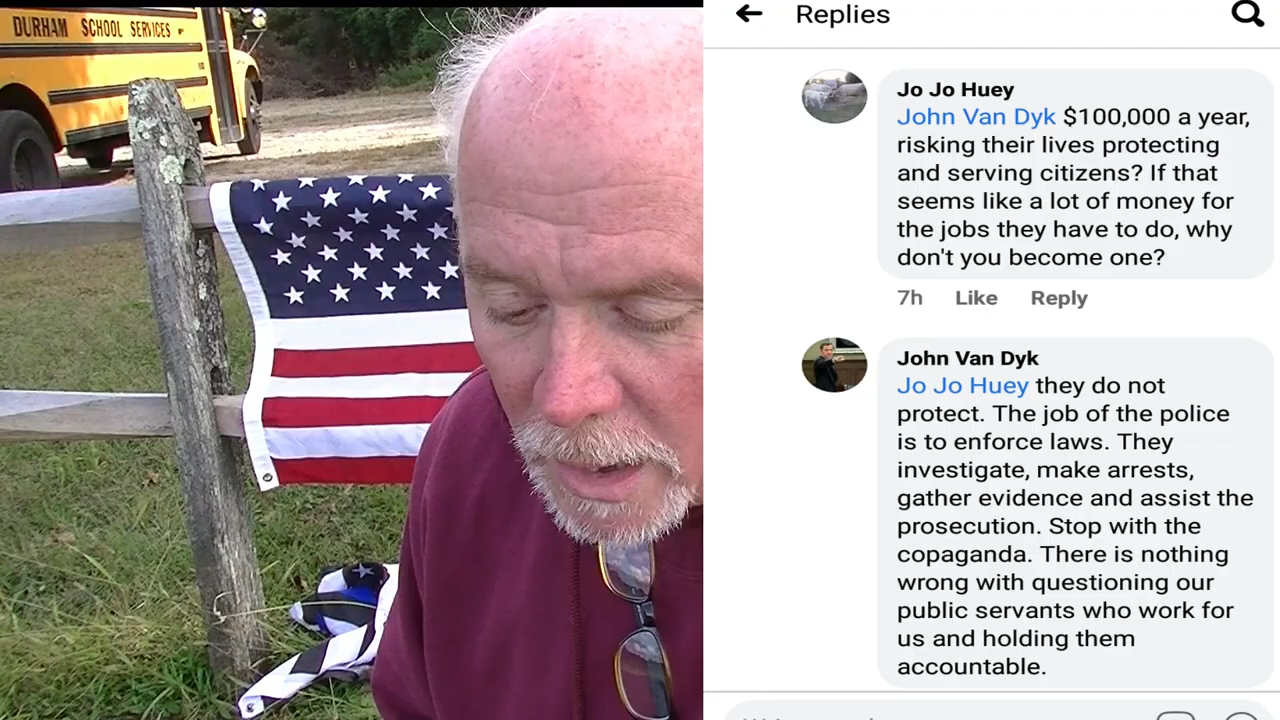 DURHAM SCHOOL SERVICES
Replies
Jo Jo Huey
John Van Dyk $100,000 a year,
risking their lives protecting
and serving citizens? If that
seems like a lot of money for
the jobs they have to do, why
don't you become one?
7h Like Reply
John Van Dyk
Jo Jo Huey they do not
protect. The job of the police
is to enforce laws. They
investigate, make arrests,
gather evidence and assist the
prosecution. Stop with the
copaganda. There is nothing
wrong with questioning our
public servants who work for
us and holding them
accountable.